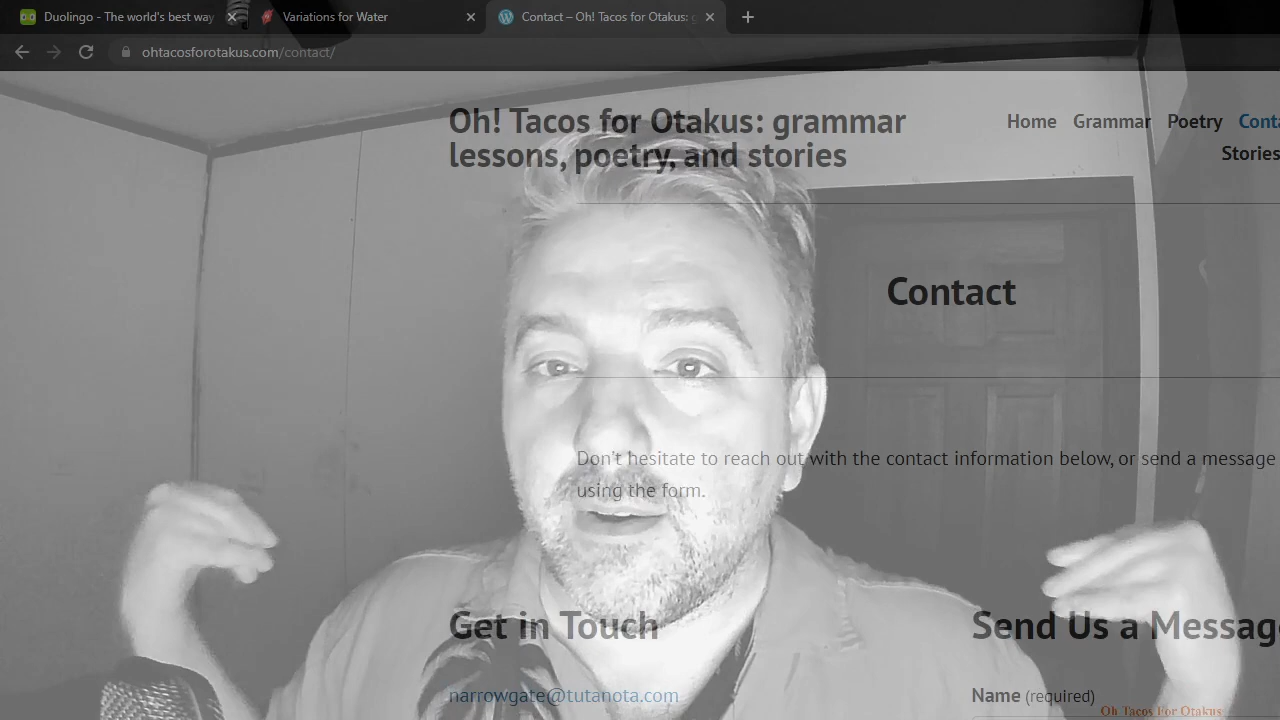 Duolingo - The world's best way
Variations for Water
Contact – Oh! Tacos for Otakus: g
ohtacosforotakus.com/contact/
Oh! Tacos for Otakus: grammar
lessons, poetry, and stories
Home Grammar Poetry Conta
Stories
Contact
Don't hesitate to reach out with the contact information below, or send a message
using the form.
Get in Touch
Send Us a Message
narrowgate@tutanota.com
Name (required)
Oh Tacos For Otakus